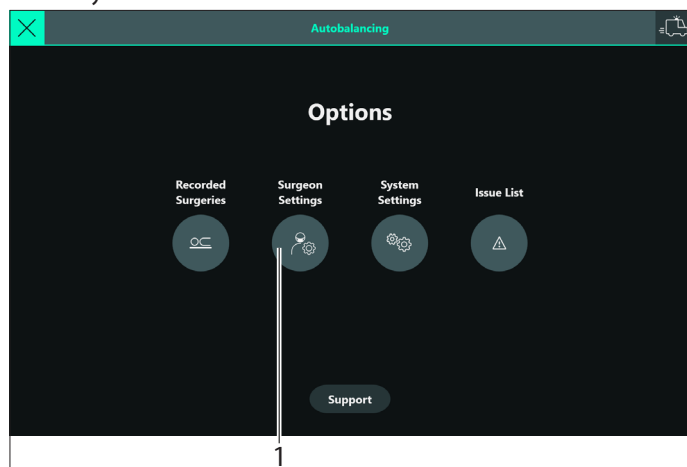 Autobalancing
Options
Recorded
Surgeries
Surgeon
Settings
System
Settings
Issue List
Support
1